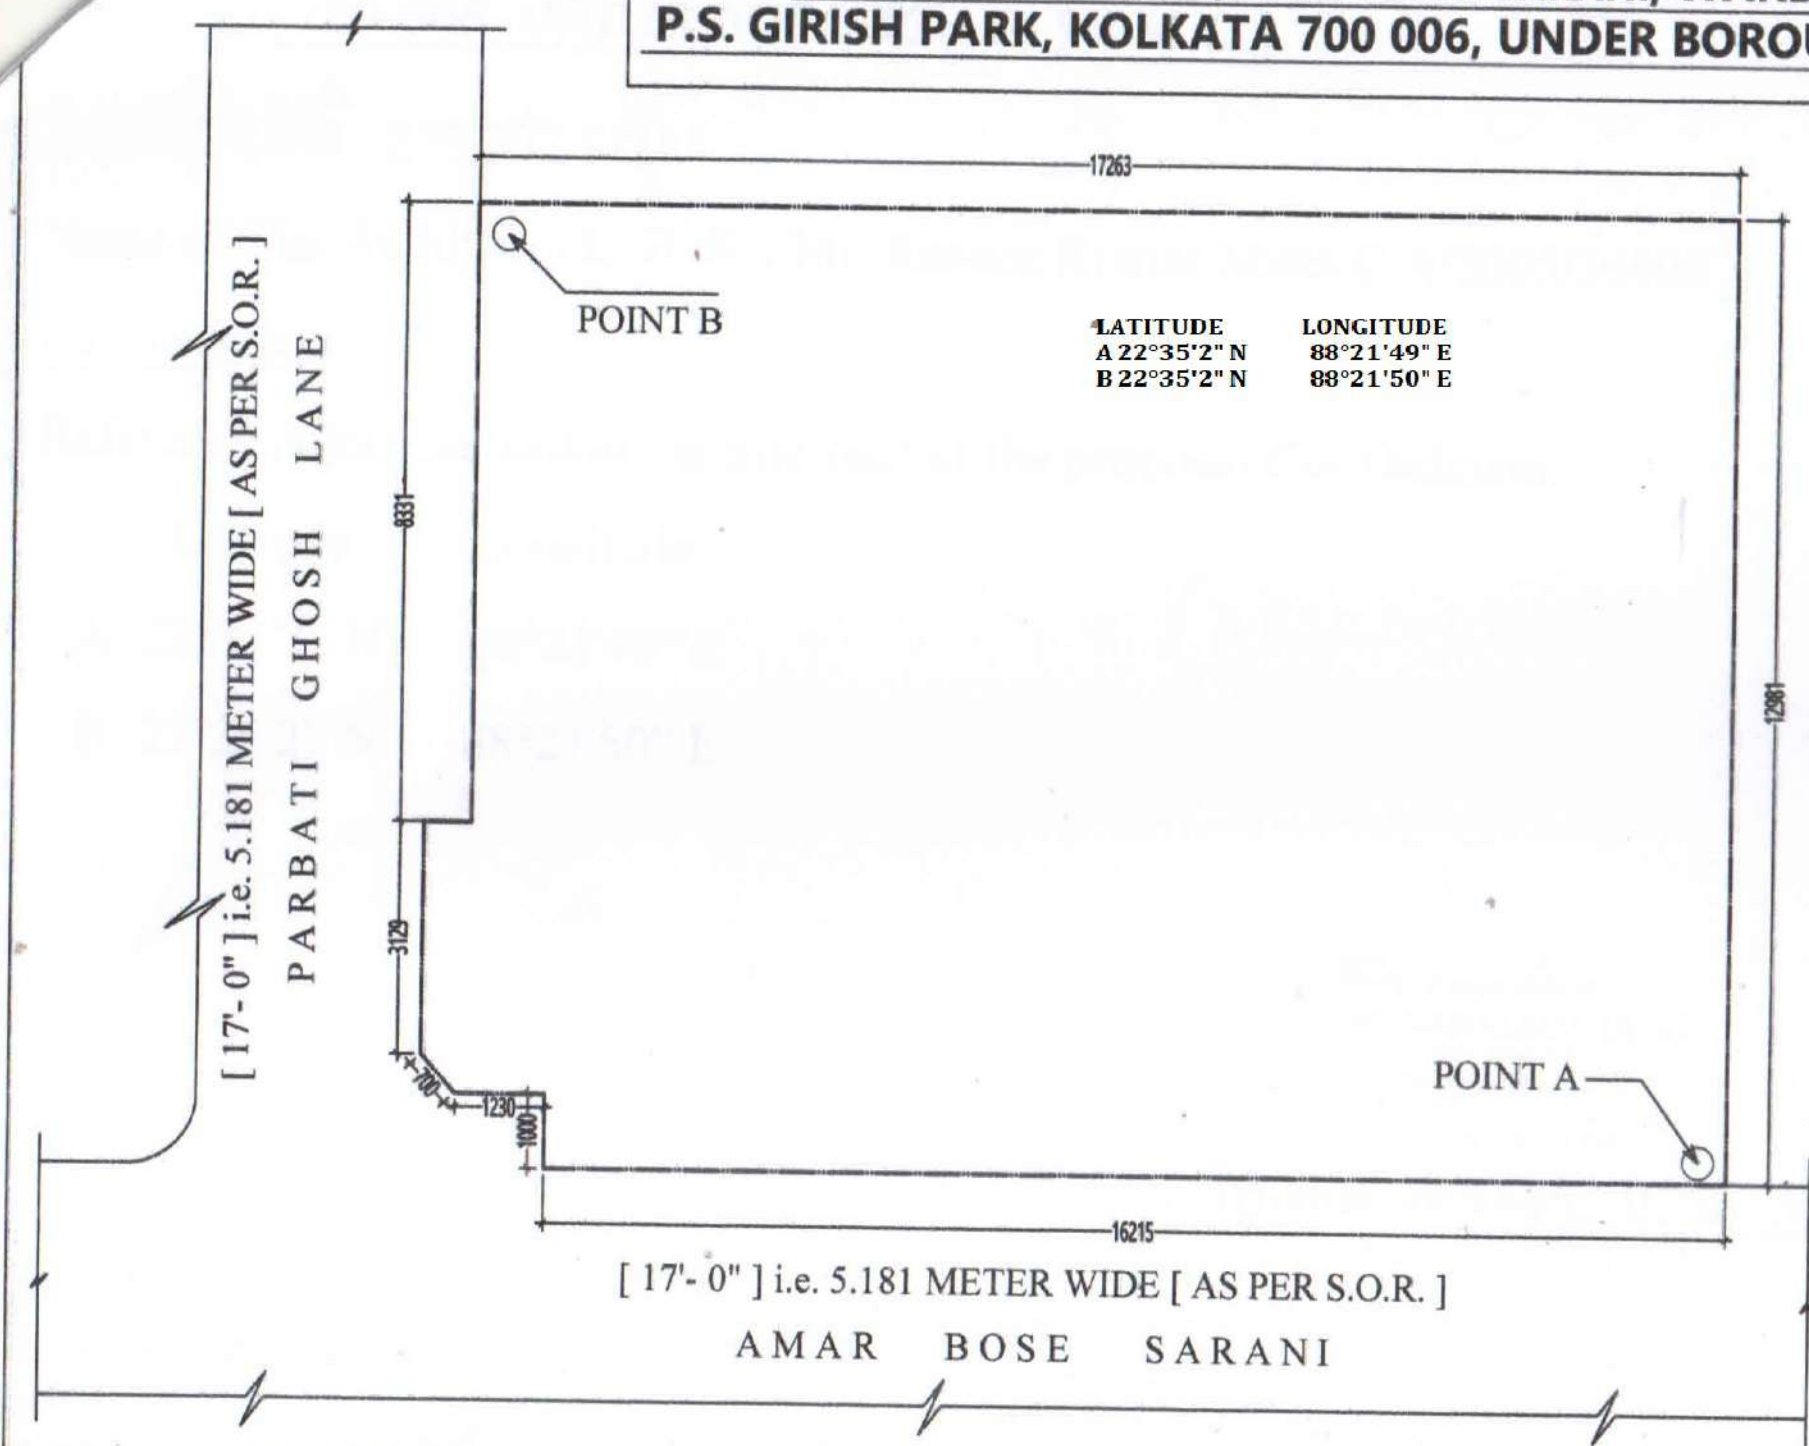 P.S. GIRISH PARK, KOLKATA 700 006, UNDER
17263
POINT B
LATITUDE LONGITUDE
A 22°35'2" N 88°21'49" E
B 22°35'2" N 88°21'50" E
[ 17'- 0" ] i.e. 5.181 METER WIDE [ AS PER S.O.R. ]
PARBATI GHOSH LANE
8331
12981
3129
700
1230
1000
POINT A
16215
[ 17'- 0" ] i.e. 5.181 METER WIDE [ AS PER S.O.R. ]
AMAR BOSE SARANI